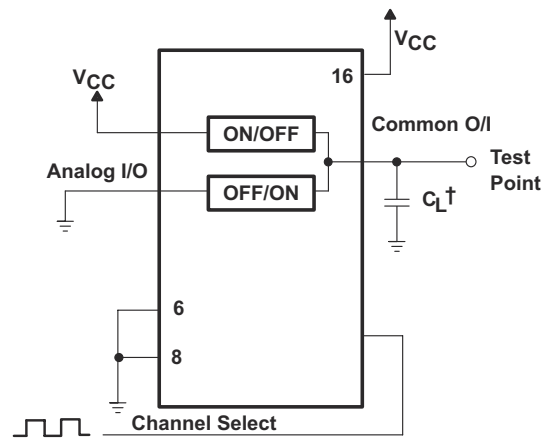 VCC
16
VCC
ON/OFF
Common O/I
Analog I/O
OFF/ON
Test
Point
CL†
6
8
Channel Select